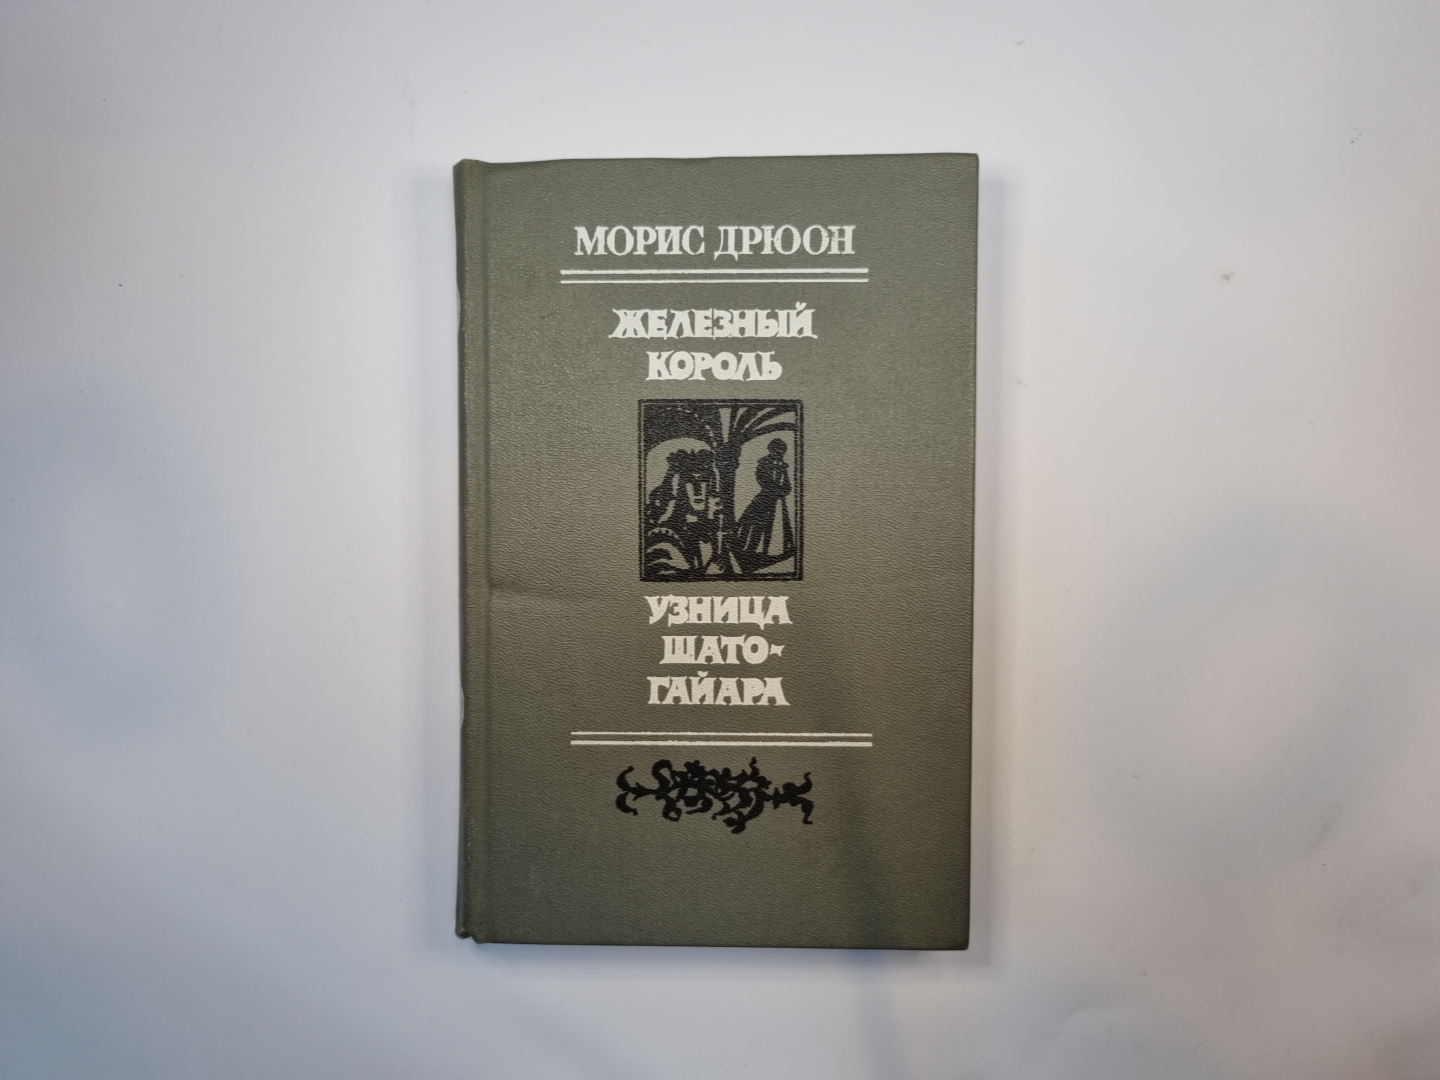 МОРИС ДРЮОН
ЖЕЛЕЗНЫЙ
КОРОЛЬ
УЗНИЦА
ШАТО-
ГАЙАРА